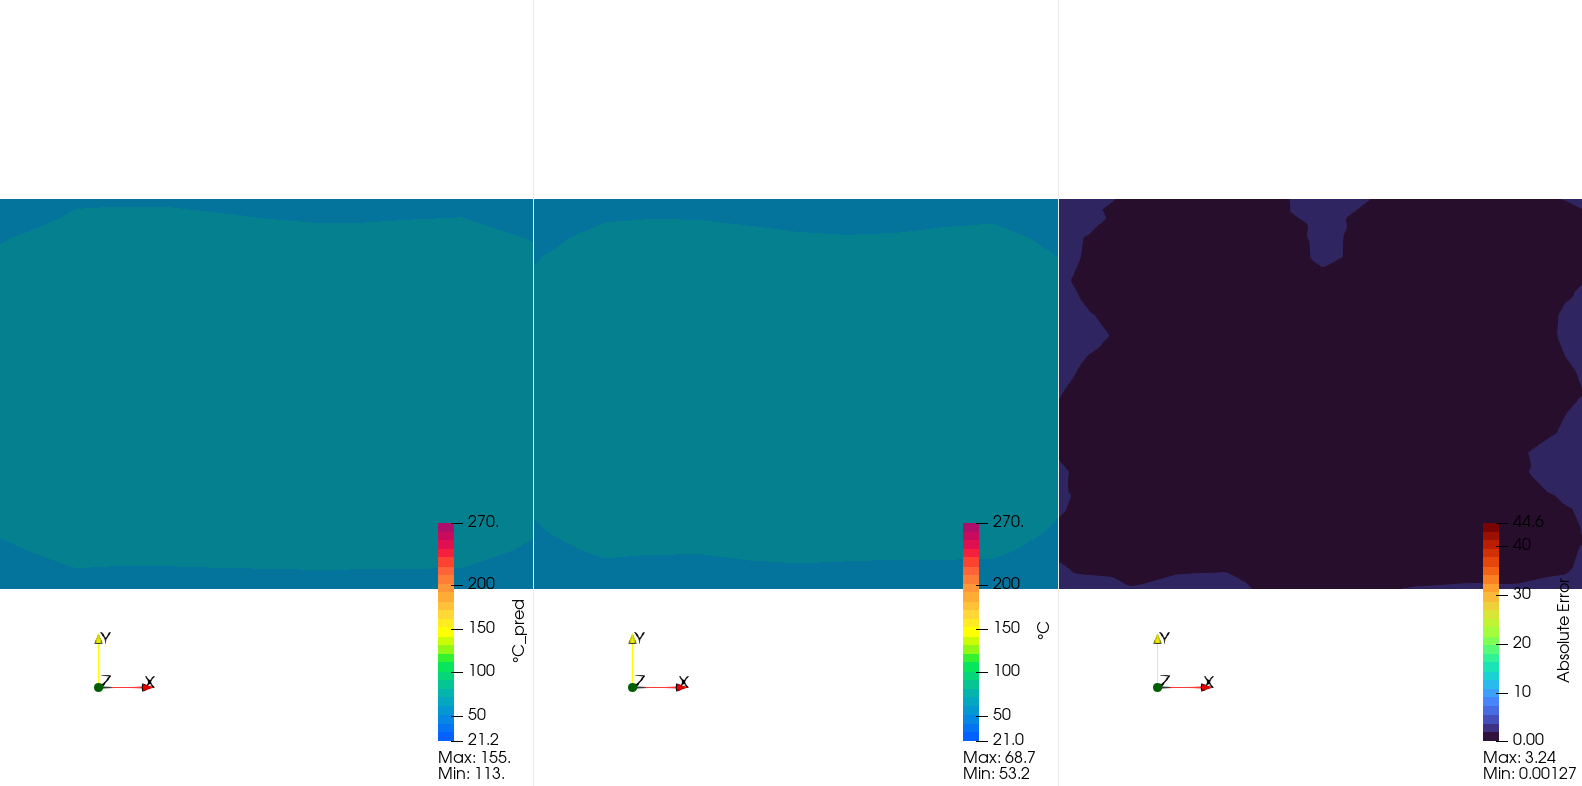 270.
200
150
100
50
21.2
°C_pred
Max: 155.
Min: 113.
Y
Z
X
270.
200
150
100
50
21.0
°C
Max: 68.7
Min: 53.2
Y
Z
X
44.6
40
30
20
10
0.00
Absolute Error
Max: 3.24
Min: 0.00127
Y
Z
X